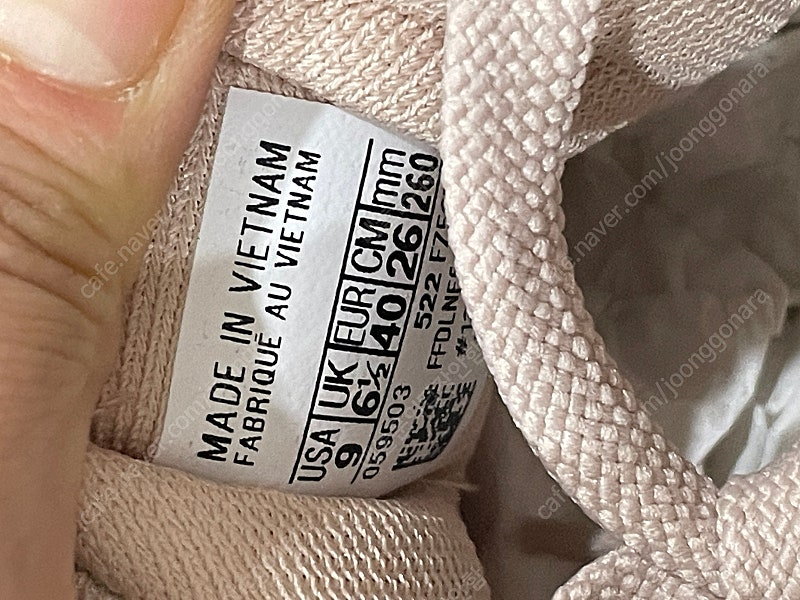 MADE IN VIETNAM
FABRIQUÉ AU VIETNAM
USA UK EUR CM mm
9 6½ 40 26 260
059503 522
cafe.naver.com/joonggonara